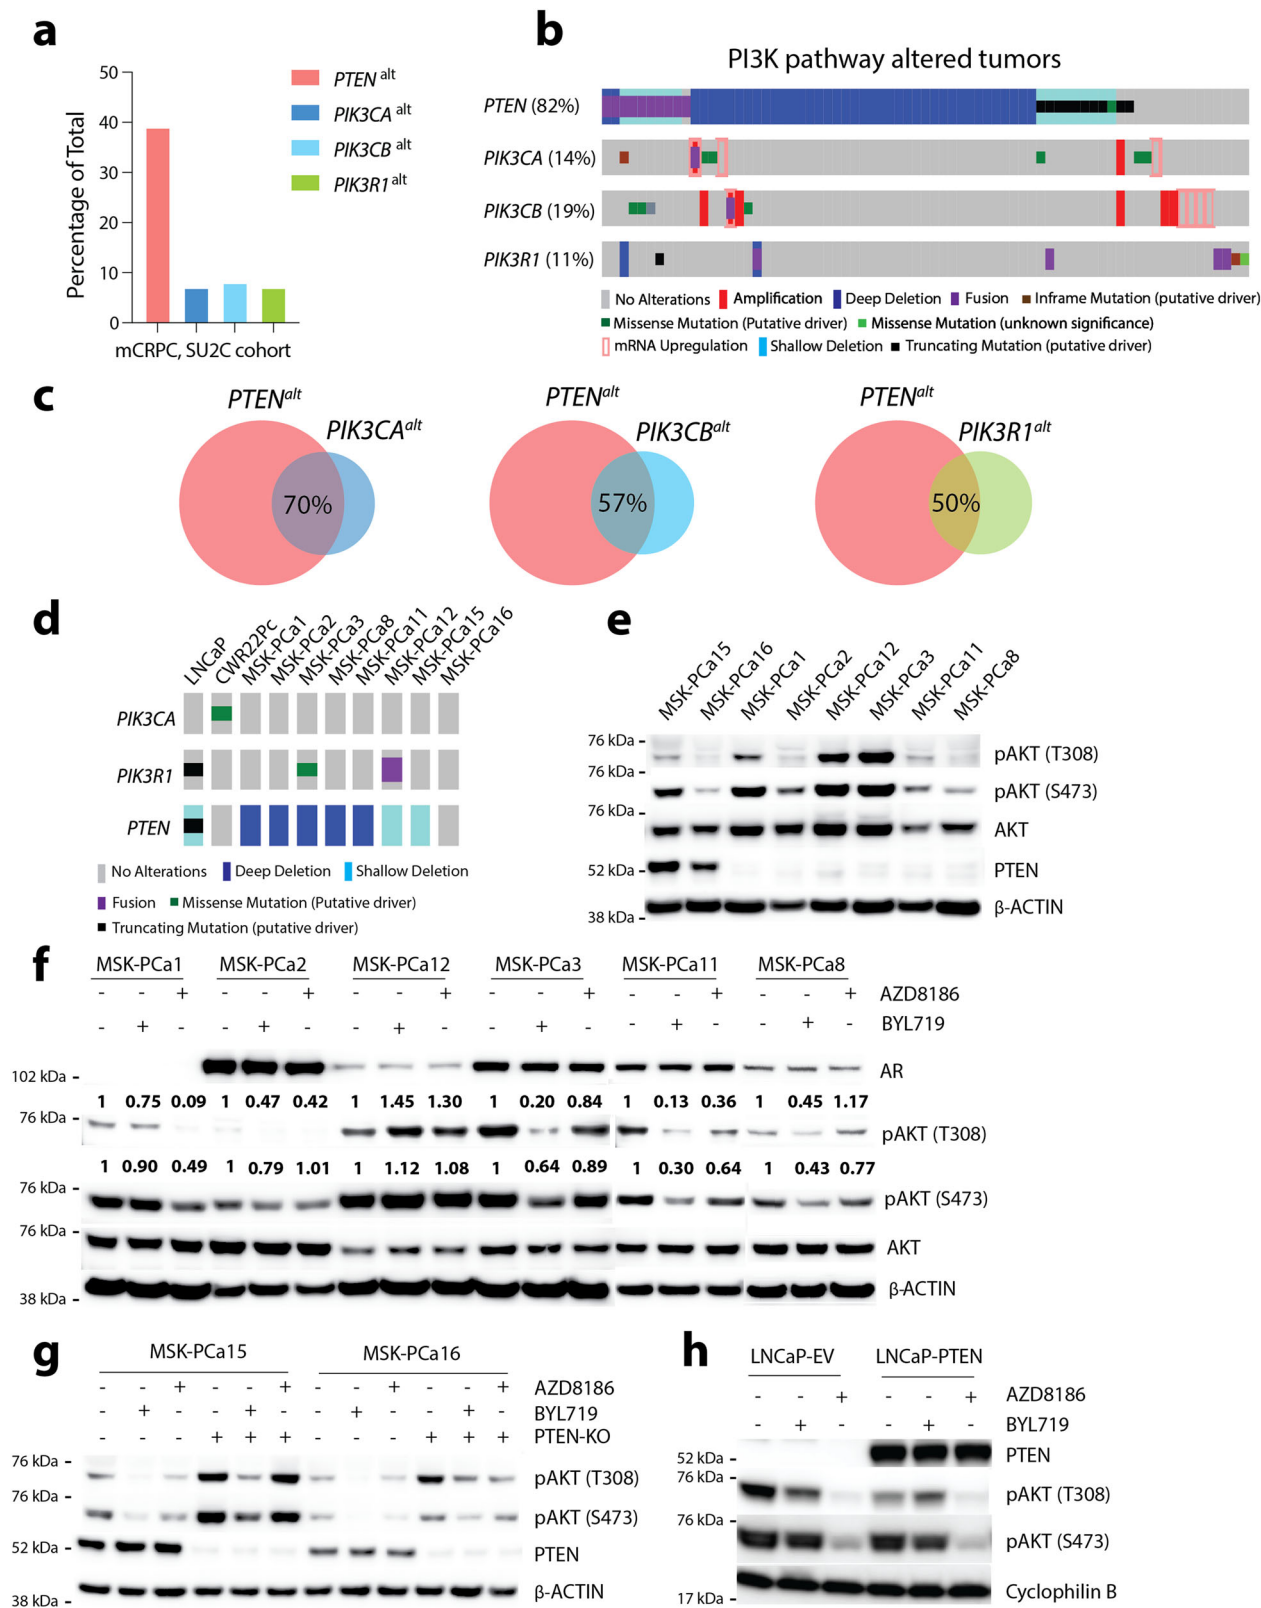 a
50
40
30
20
10
0
Percentage of Total
mCRPC, SU2C cohort
PTEN alt
PIK3CA alt
PIK3CB alt
PIK3R1 alt
b
PI3K pathway altered tumors
PTEN (82%)
PIK3CA (14%)
PIK3CB (19%)
PIK3R1 (11%)
No Alterations Amplification Deep Deletion Fusion Inframe Mutation (putative driver)
Missense Mutation (Putative driver) Missense Mutation (unknown significance)
mRNA Upregulation Shallow Deletion Truncating Mutation (putative driver)
c
PTENalt
PIK3CAalt
70%
PTENalt
PIK3CBalt
57%
PTENalt
PIK3R1alt
50%
d
LNCaP CWR22Pc MSK-PCa1 MSK-PCa2 MSK-PCa3 MSK-PCa8 MSK-PCa11 MSK-PCa12 MSK-PCa15 MSK-PCa16
PIK3CA
PIK3R1
PTEN
No Alterations Deep Deletion Shallow Deletion
Fusion Missense Mutation (Putative driver)
Truncating Mutation (putative driver)
e
MSK-PCa15 MSK-PCa16 MSK-PCa1 MSK-PCa2 MSK-PCa12 MSK-PCa3 MSK-PCa11 MSK-PCa8
76 kDa -
pAKT (T308)
76 kDa -
pAKT (S473)
76 kDa -
AKT
52 kDa -
PTEN
38 kDa -
β-ACTIN
f
MSK-PCa1 MSK-PCa2 MSK-PCa12 MSK-PCa3 MSK-PCa11 MSK-PCa8
- - + - - + - - + - - + - - + - - + AZD8186
- + - - + - - + - - + - - + - - + - BYL719
102 kDa - AR
1 0.75 0.09 1 0.47 0.42 1 1.45 1.30 1 0.20 0.84 1 0.13 0.36 1 0.45 1.17
76 kDa - pAKT (T308)
1 0.90 0.49 1 0.79 1.01 1 1.12 1.08 1 0.64 0.89 1 0.30 0.64 1 0.43 0.77
76 kDa - pAKT (S473)
76 kDa - AKT
38 kDa - β-ACTIN
g
MSK-PCa15 MSK-PCa16
- - + - - + - - + - - + AZD8186
- + - - + - - + - - + - BYL719
- - - + + + - - - + + + PTEN-KO
76 kDa - pAKT (T308)
76 kDa - pAKT (S473)
52 kDa - PTEN
38 kDa - β-ACTIN
h
LNCaP-EV LNCaP-PTEN
- - + - - + AZD8186
- + - - + - BYL719
52 kDa - PTEN
76 kDa - pAKT (T308)
76 kDa - pAKT (S473)
17 kDa - Cyclophilin B